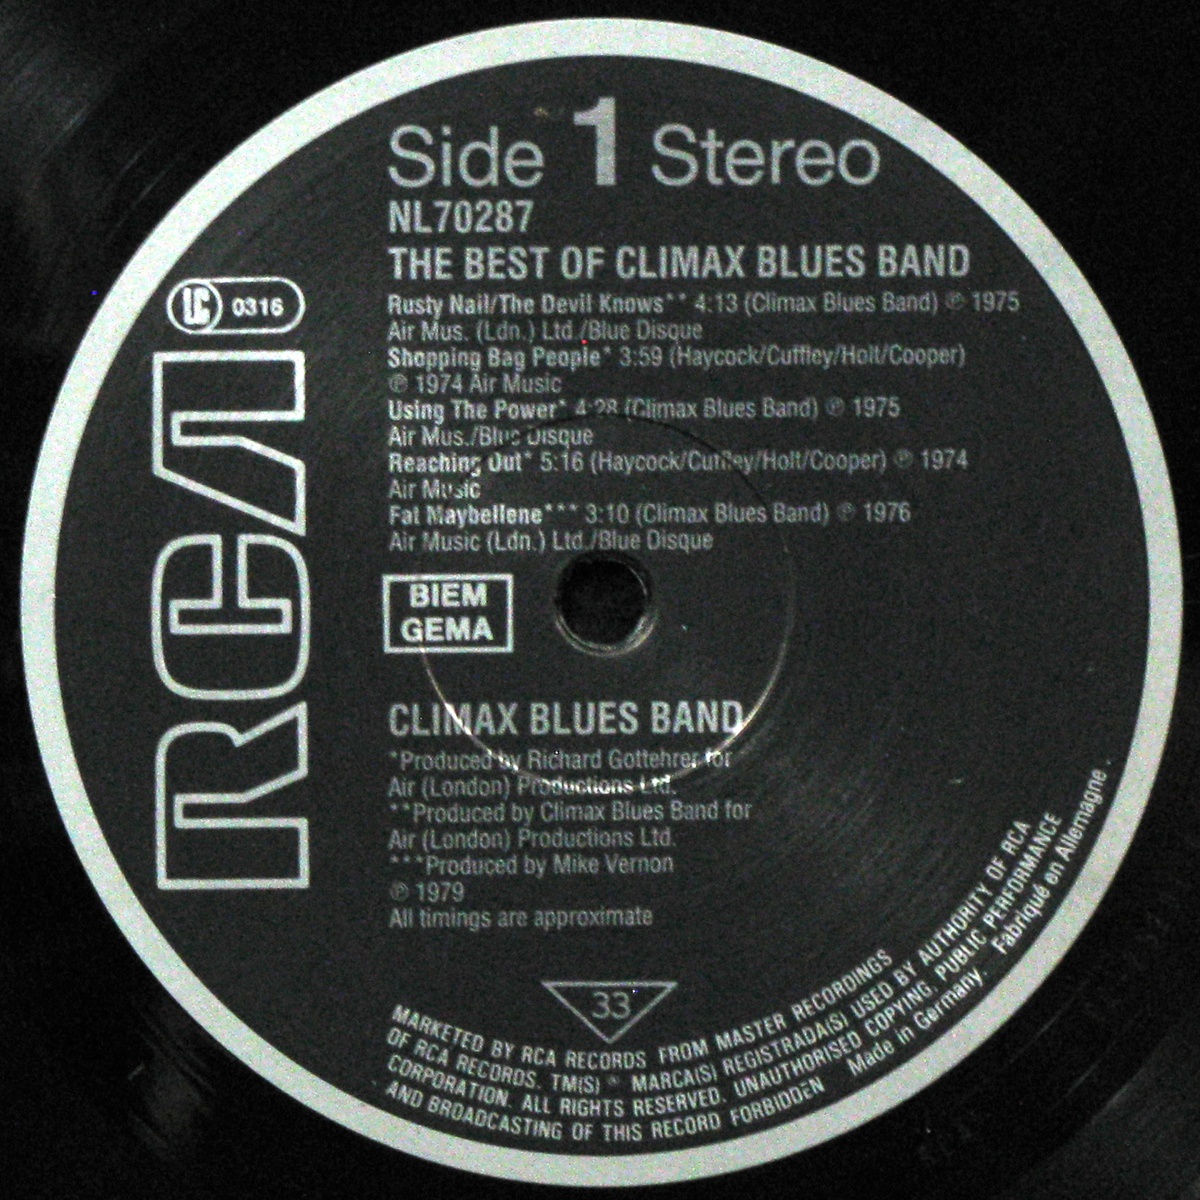 Side 1 Stereo
NL70287
THE BEST OF CLIMAX BLUES BAND
Rusty Nail/The Devil Knows** 4:13 (Climax Blues Band) ℗ 1975
Air Mus. (Ldn.) Ltd./Blue Disque
Shopping Bag People* 3:59 (Haycock/Cuffley/Holt/Cooper)
℗ 1974 Air Music
Using The Power* 4:28 (Climax Blues Band) ℗ 1975
Air Mus./Blue Disque
Reaching Out* 5:16 (Haycock/Cuffley/Holt/Cooper) ℗ 1974
Air Music
Fat Maybellene*** 3:10 (Climax Blues Band) ℗ 1976
Air Music (Ldn.) Ltd./Blue Disque
LC 0316
RCA
BIEM
GEMA
CLIMAX BLUES BAND
*Produced by Richard Gottehrer for
Air (London) Productions Ltd.
**Produced by Climax Blues Band for
Air (London) Productions Ltd.
***Produced by Mike Vernon
℗ 1979
All timings are approximate
33
MARKETED BY RCA RECORDS FROM MASTER RECORDINGS
OF RCA RECORDS. TM(S) ® MARCA(S) REGISTRADA(S) USED BY AUTHORITY OF RCA
CORPORATION. ALL RIGHTS RESERVED. UNAUTHORISED COPYING, PUBLIC PERFORMANCE
AND BROADCASTING OF THIS RECORD FORBIDDEN Made in Germany. Fabriqué en Allemagne.